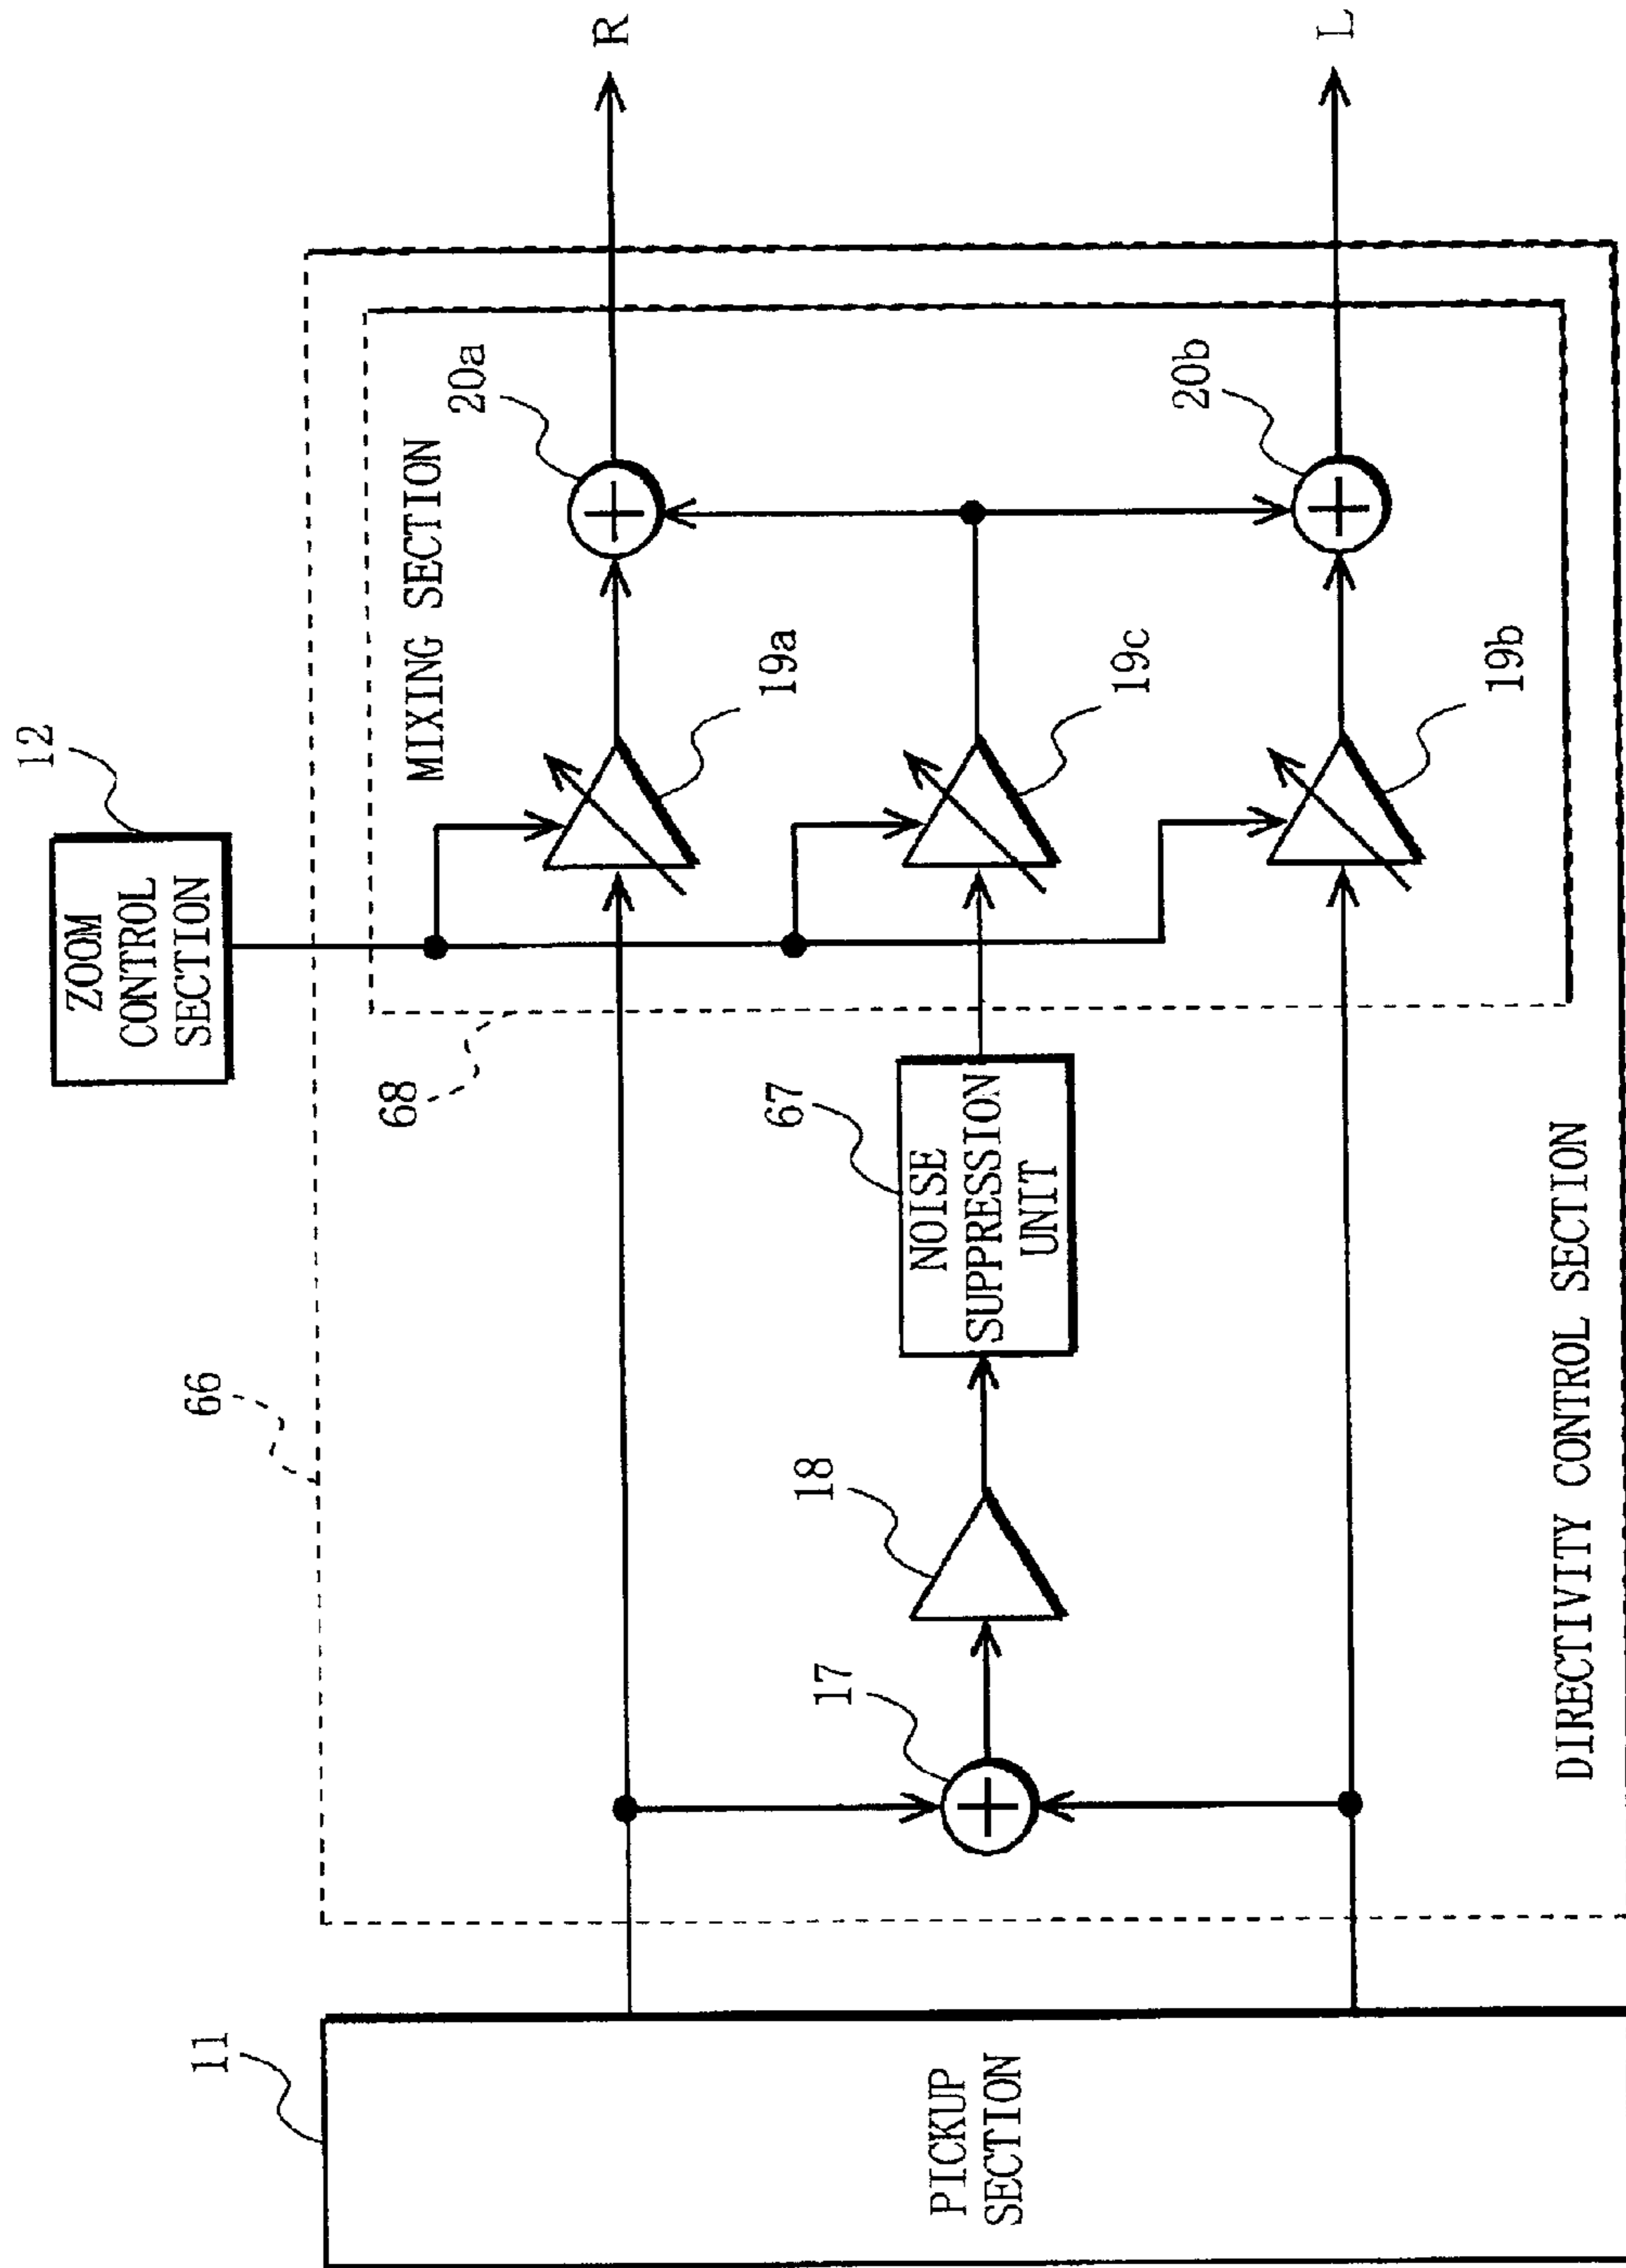 12
ZOOM
CONTROL
SECTION
66
68
MIXING SECTION
20a
R
19a
11
PICKUP
SECTION
17
18
67
NOISE
SUPPRESSION
UNIT
19c
20b
L
19b
DIRECTIVITY CONTROL SECTION